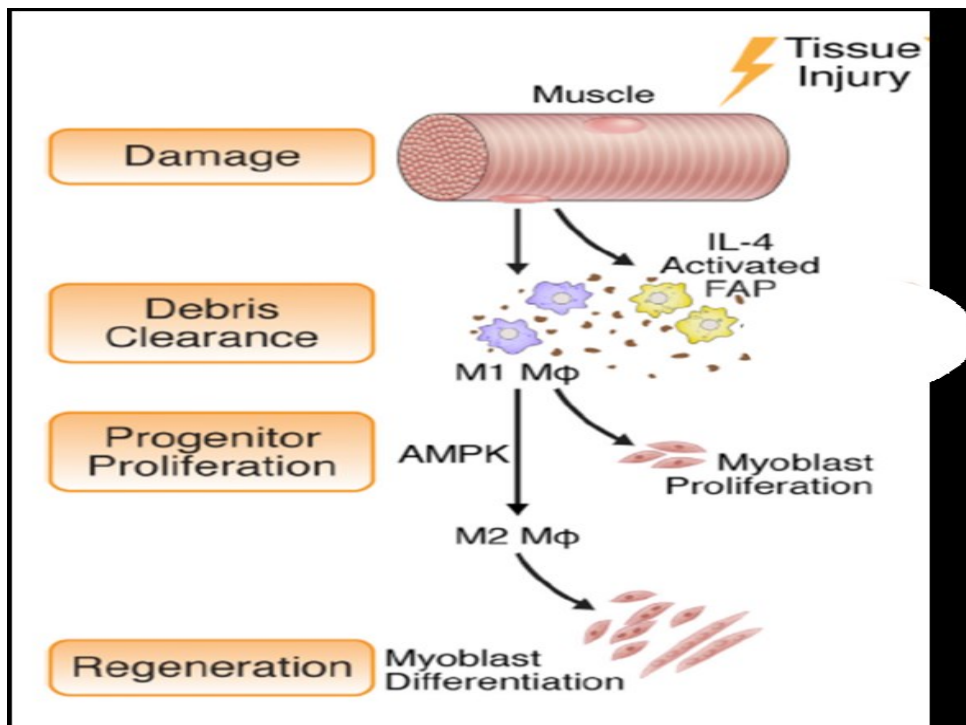 Tissue
Injury
Muscle
Damage
IL-4
Activated
FAP
Debris
Clearance
M1 Mϕ
Progenitor
Proliferation
AMPK
Myoblast
Proliferation
M2 Mϕ
Regeneration
Myoblast
Differentiation